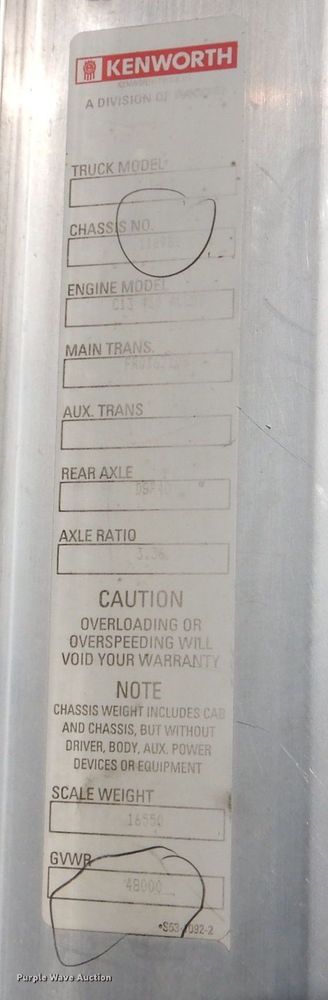 KENWORTH
A DIVISION OF
TRUCK MODEL
CHASSIS NO.
ENGINE MODEL
C13
MAIN TRANS.
AUX. TRANS
REAR AXLE
AXLE RATIO
3.36
CAUTION
OVERLOADING OR
OVERSPEEDING WILL
VOID YOUR WARRANTY
NOTE
CHASSIS WEIGHT INCLUDES CAB
AND CHASSIS, BUT WITHOUT
DRIVER, BODY, AUX. POWER
DEVICES OR EQUIPMENT
SCALE WEIGHT
16550
GVWR
48000
Purple Wave Auction